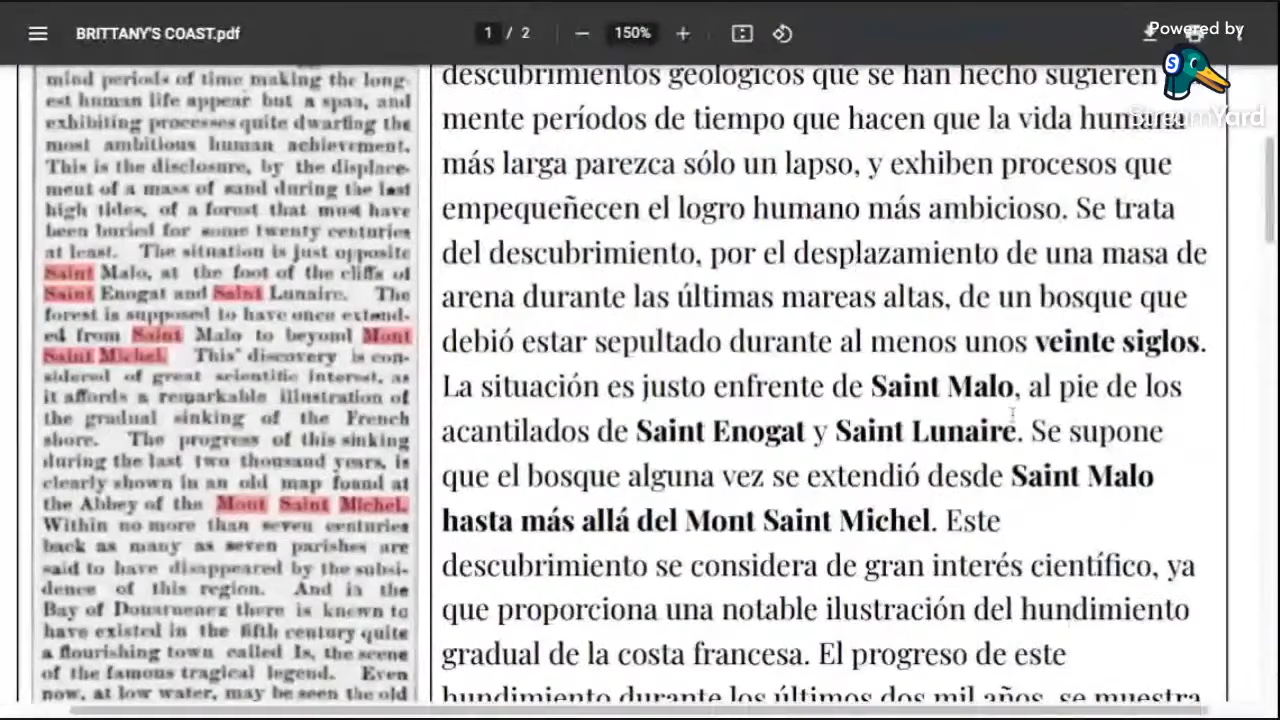 BRITTANY'S COAST.pdf
1 / 2
150%
Powered by
StreamYard
mind periods of time making the long-
est human life appear but a span, and
exhibiting processes quite dwarfing the
most ambitious human achievement.
This is the disclosure, by the displace-
ment of a mass of sand during the last
high tides, of a forest that must have
been buried for some twenty centuries
at least. The situation is just opposite
Saint Malo, at the foot of the cliffs of
Saint Enogat and Saint Lunaire. The
forest is supposed to have once extend-
ed from Saint Malo to beyond Mont
Saint Michel. This discovery is con-
sidered of great scientific interest, as
it affords a remarkable illustration of
the gradual sinking of the French
shore. The progress of this sinking
during the last two thousand years, is
clearly shown in an old map found at
the Abbey of the Mont Saint Michel.
Within no more than seven centuries
back as many as seven parishes are
said to have disappeared by the subsi-
dence of this region. And in the
Bay of Douarnenez there is known to
have existed in the fifth century quite
a flourishing town called Is, the scene
of the famous tragical legend. Even
now, at low water, may be seen the old
descubrimientos geológicos que se han hecho sugieren
mente períodos de tiempo que hacen que la vida humana
más larga parezca sólo un lapso, y exhiben procesos que
empequeñecen el logro humano más ambicioso. Se trata
del descubrimiento, por el desplazamiento de una masa de
arena durante las últimas mareas altas, de un bosque que
debió estar sepultado durante al menos unos veinte siglos.
La situación es justo enfrente de Saint Malo, al pie de los
acantilados de Saint Enogat y Saint Lunaire. Se supone
que el bosque alguna vez se extendió desde Saint Malo
hasta más allá del Mont Saint Michel. Este
descubrimiento se considera de gran interés científico, ya
que proporciona una notable ilustración del hundimiento
gradual de la costa francesa. El progreso de este
hundimiento durante los últimos dos mil años, se muestra